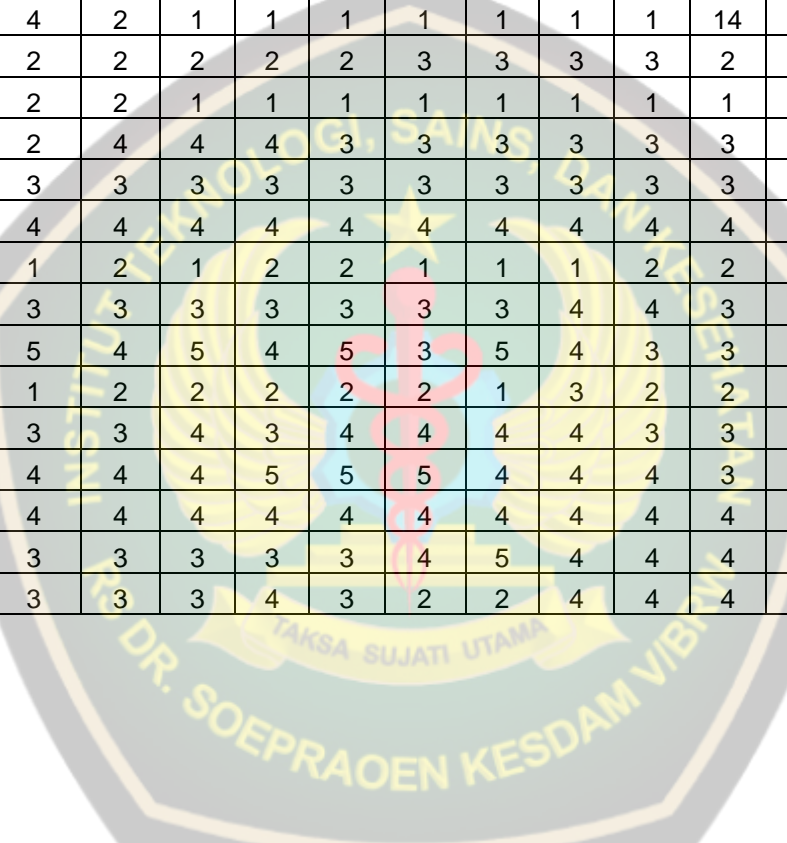 4 2 1 1 1 1 1 1 1 14
2 2 2 2 2 3 3 3 3 2
2 2 1 1 1 1 1 1 1 1
2 4 4 4 3 3 3 3 3 3
3 3 3 3 3 3 3 3 3 3
4 4 4 4 4 4 4 4 4 4
1 2 1 2 2 1 1 1 2 2
3 3 3 3 3 3 3 4 4 3
5 4 5 4 5 3 5 4 3 3
1 2 2 2 2 2 1 3 2 2
3 3 4 3 4 4 4 4 3 3
4 4 4 5 5 5 4 4 4 3
4 4 4 4 4 4 4 4 4 4
3 3 3 3 3 4 5 4 4 4
3 3 3 4 3 2 2 4 4 4
INSTITUT TEKNOLOGI, SAINS, DAN KESEHATAN
TAKSA SUJATI UTAMA
RS DR. SOEPRAOEN KESDAM V/BRW